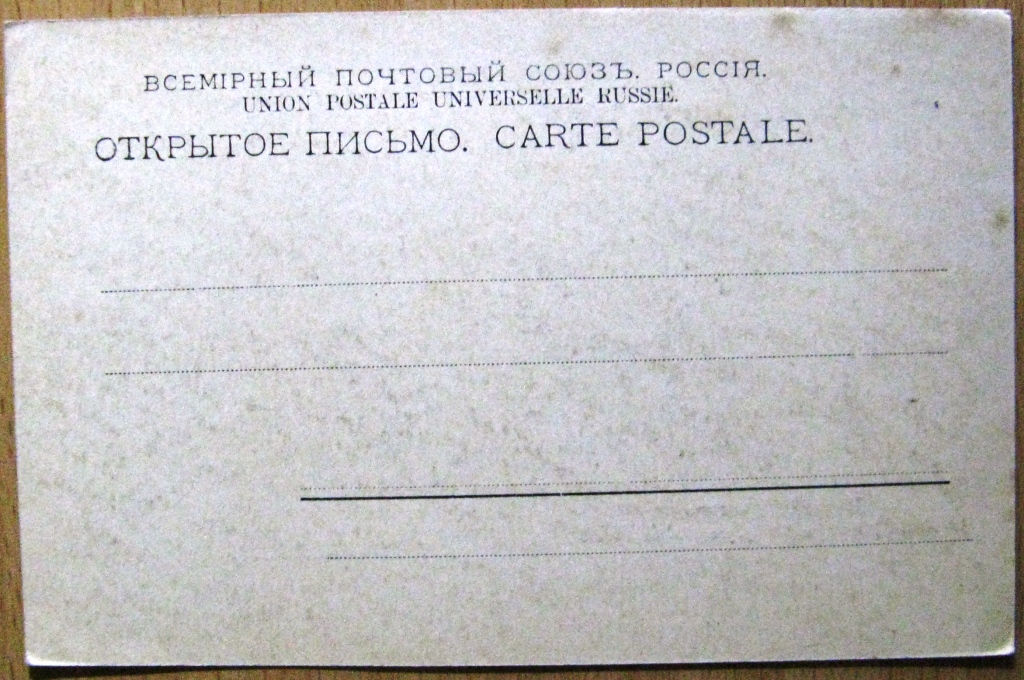 ВСЕМІРНЫЙ ПОЧТОВЫЙ СОЮЗЪ. РОССІЯ.
UNION POSTALE UNIVERSELLE RUSSIE.
ОТКРЫТОЕ ПИСЬМО. CARTE POSTALE.